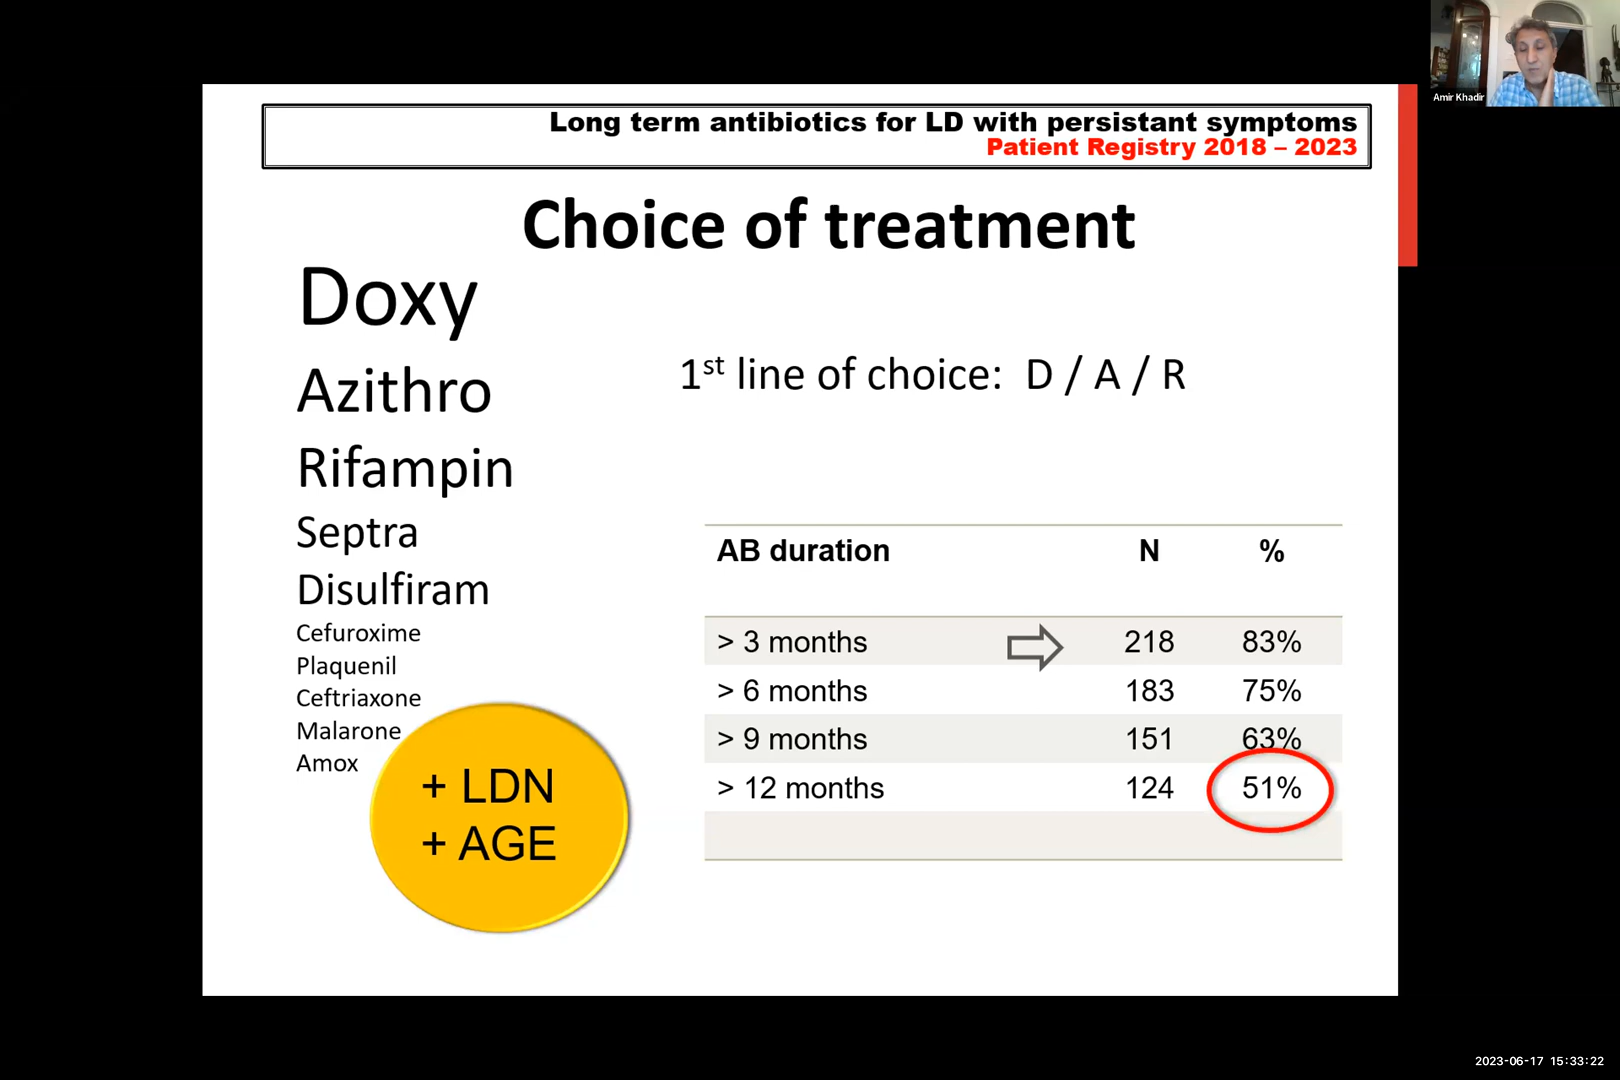 Amir Khadir
Long term antibiotics for LD with persistant symptoms
Patient Registry 2018 – 2023
Choice of treatment
Doxy
Azithro
Rifampin
Septra
Disulfiram
Cefuroxime
Plaquenil
Ceftriaxone
Malarone
Amox
+ LDN
+ AGE
1st line of choice: D / A / R
AB duration N %
> 3 months 218 83%
> 6 months 183 75%
> 9 months 151 63%
> 12 months 124 51%
2023-06-17 15:33:22